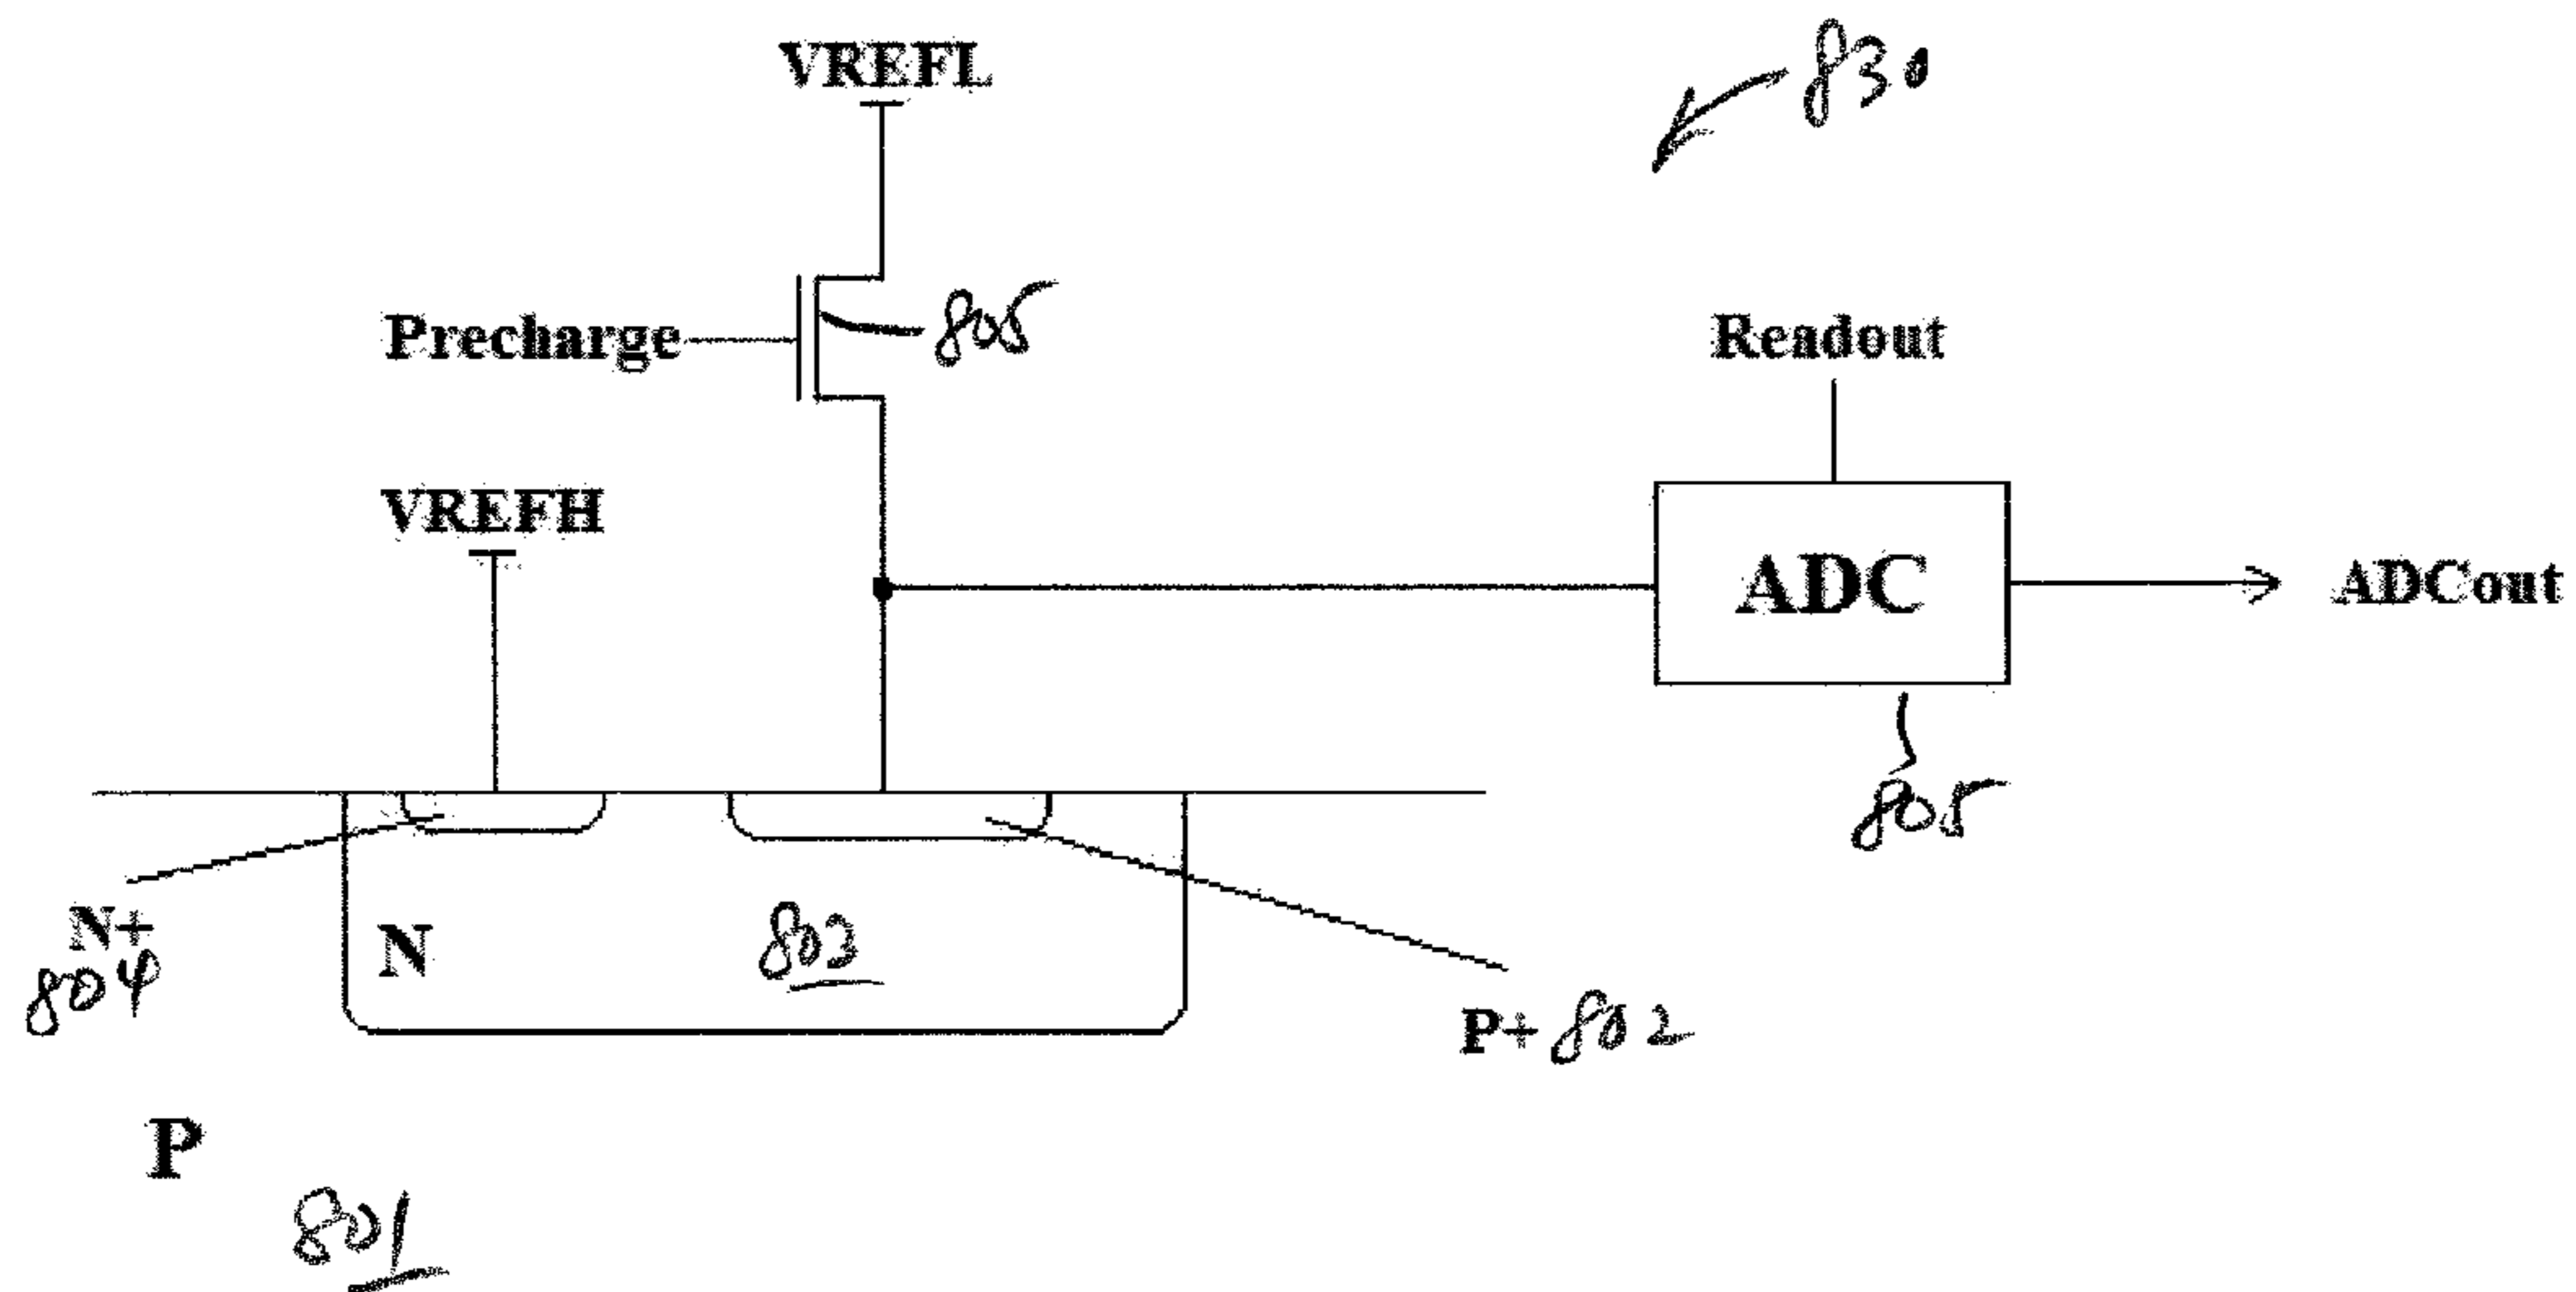 VREFL
830
Precharge
805
Readout
VREFH
ADC
ADCout
805
N+
804
N
803
P+ 802
P
801